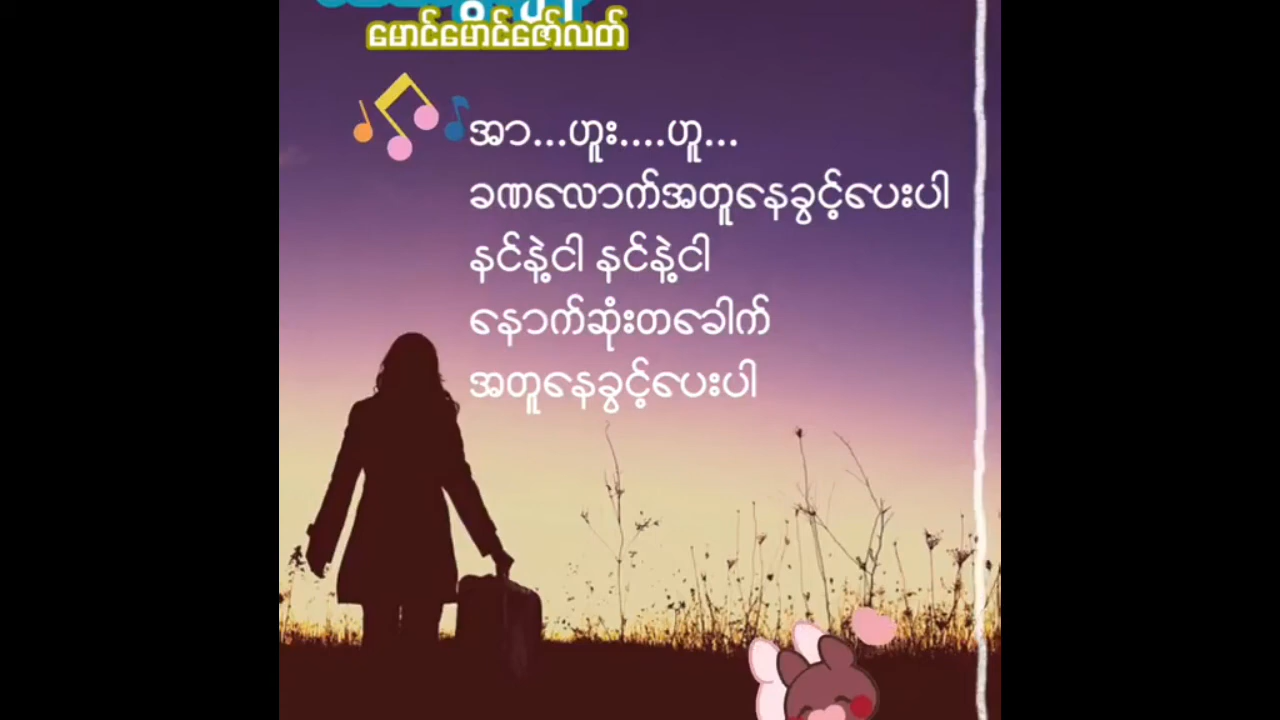 မောင်မောင်ဇော်လတ်
အာ...ဟူး....ဟူ...
ခဏလောက်အတူနေခွင့်ပေးပါ
နင်နဲ့ငါ နင်နဲ့ငါ
နောက်ဆုံးတခေါက်
အတူနေခွင့်ပေးပါ